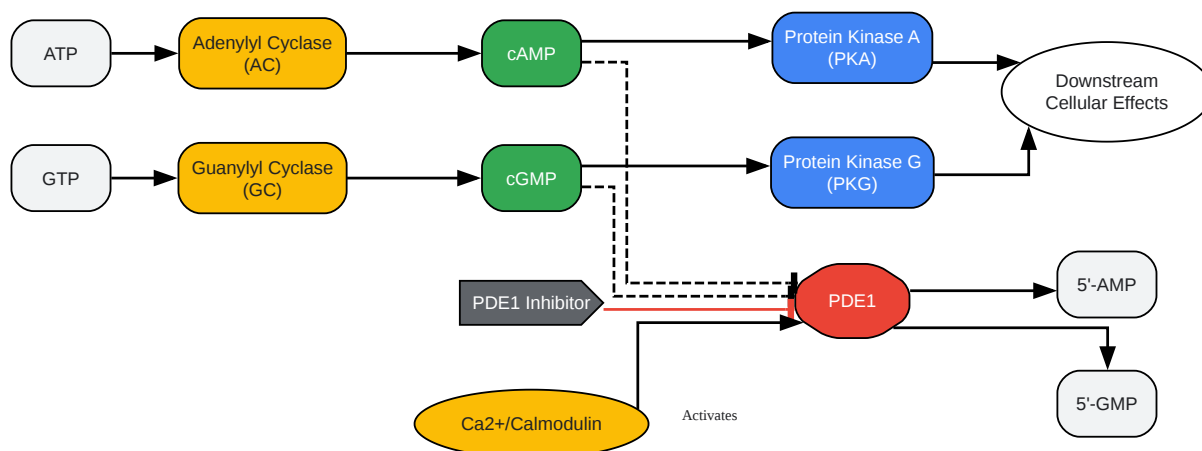 ATP
Adenylyl Cyclase
(AC)
cAMP
Protein Kinase A
(PKA)
Downstream
Cellular Effects
GTP
Guanylyl Cyclase
(GC)
cGMP
Protein Kinase G
(PKG)
PDE1 Inhibitor
PDE1
5'-AMP
5'-GMP
Ca2+/Calmodulin
Activates